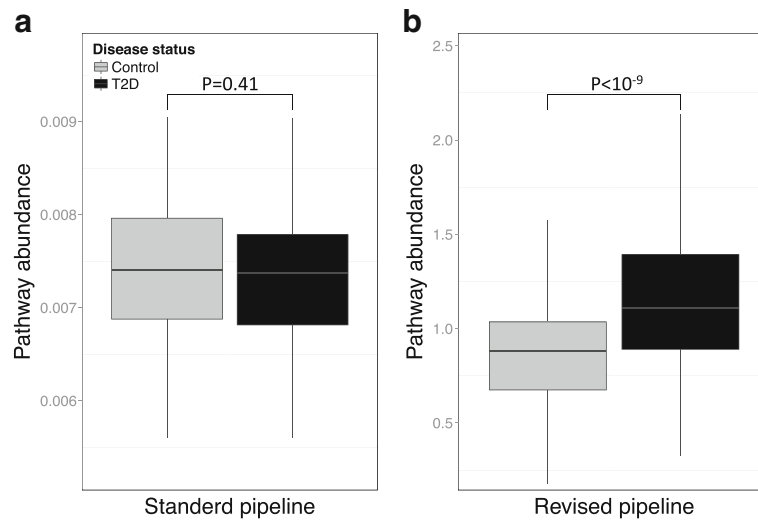 a
Disease status
Control
T2D
P=0.41
0.009
0.008
0.007
0.006
Pathway abundance
Standerd pipeline
b
P<10-9
2.5
2.0
1.5
1.0
0.5
Pathway abundance
Revised pipeline